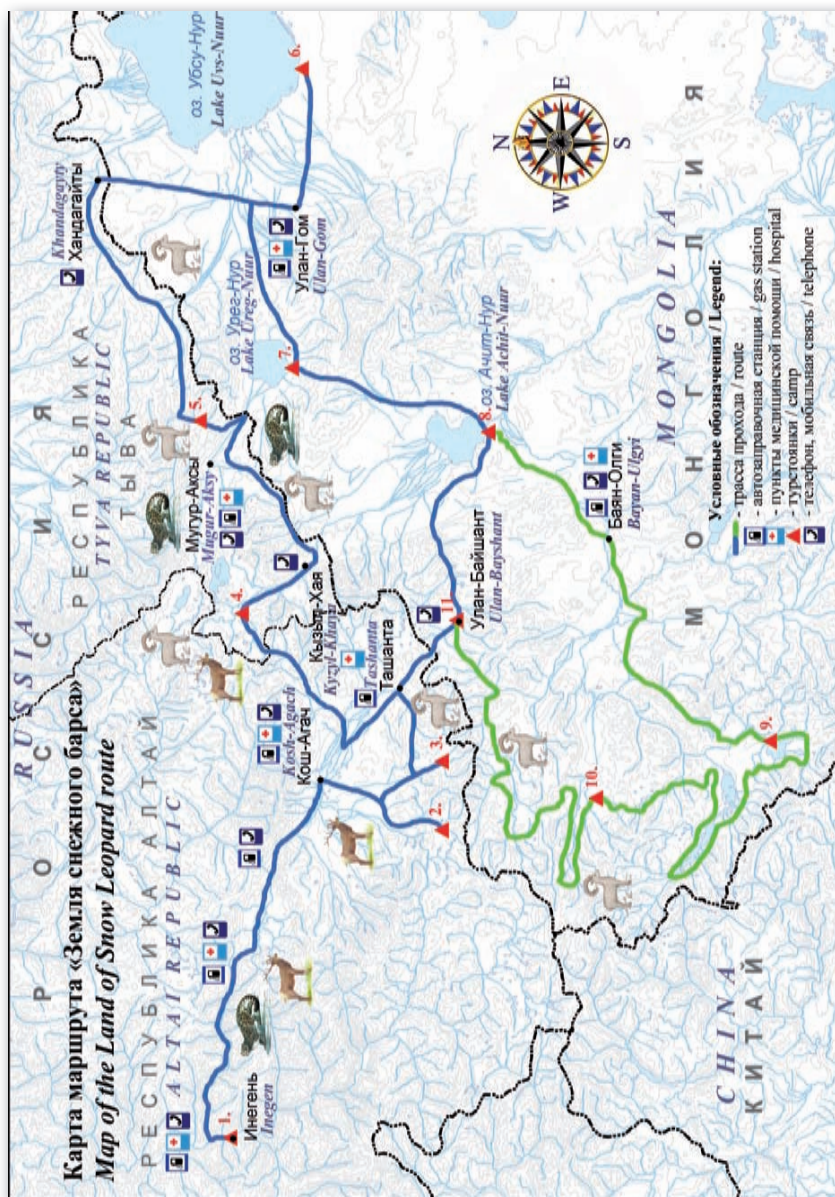 Карта маршрута «Земля снежного барса»
Map of the Land of Snow Leopard route
RUSSIA
РОССИЯ
РЕСПУБЛИКА АЛТАЙ
ALTAI REPUBLIC
РЕСПУБЛИКА
TYVA REPUBLIC
ТЫВА
Khandagayty
Хандагайты
оз. Убсу-Нур
Lake Uvs-Nuur
6.
5.
Мугур-Аксы
Mugur-Aksy
оз. Урег-Нур
Lake Ureg-Nuur
7.
Улан-Гом
Ulan-Gom
4.
Кызыл-Хая
Kyzyl-Khaya
1.
Инегень
Inegen
Kosh-Agach
Кош-Агач
Tashanta
Ташанта
2.
3.
11.
Улан-Байшант
Ulan-Bayshant
8.
оз. Ачит-Нур
Lake Achit-Nuur
Баян-Олги
Bayan-Ulgyi
10.
9.
CHINA
КИТАЙ
MONGOLIA
МОНГОЛИЯ
N
E
S
W
Условные обозначения / Legend:
- трасса прохода / route
- автозаправочная станция / gas station
- пункты медицинской помощи / hospital
- турстоянки / camp
- телефон, мобильная связь / telephone